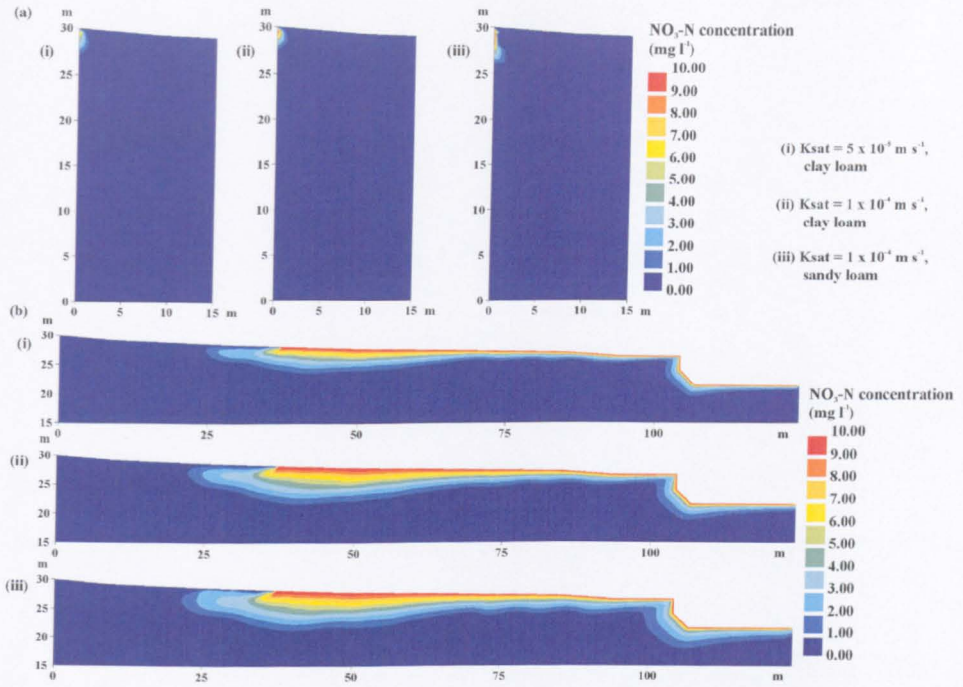 (a)
m
30
25
20
15
10
5
0
0 5 10 15 m
(i)
30
25
20
15
10
5
0
0 5 10 15 m
(ii)
m
30
25
20
15
10
5
0
0 5 10 15 m
(iii)
NO₃-N concentration
(mg l⁻¹)
10.00
9.00
8.00
7.00
6.00
5.00
4.00
3.00
2.00
1.00
0.00
(i) Ksat = 5 x 10⁻⁵ m s⁻¹,
clay loam
(ii) Ksat = 1 x 10⁻⁴ m s⁻¹,
clay loam
(iii) Ksat = 1 x 10⁻⁴ m s⁻¹,
sandy loam
(b)
m
(i)
30
25
20
15
0 25 50 75 100 m
m
(ii)
30
25
20
15
0 25 50 75 100 m
m
(iii)
30
25
20
15
0 25 50 75 100 m
NO₃-N concentration
(mg l⁻¹)
10.00
9.00
8.00
7.00
6.00
5.00
4.00
3.00
2.00
1.00
0.00